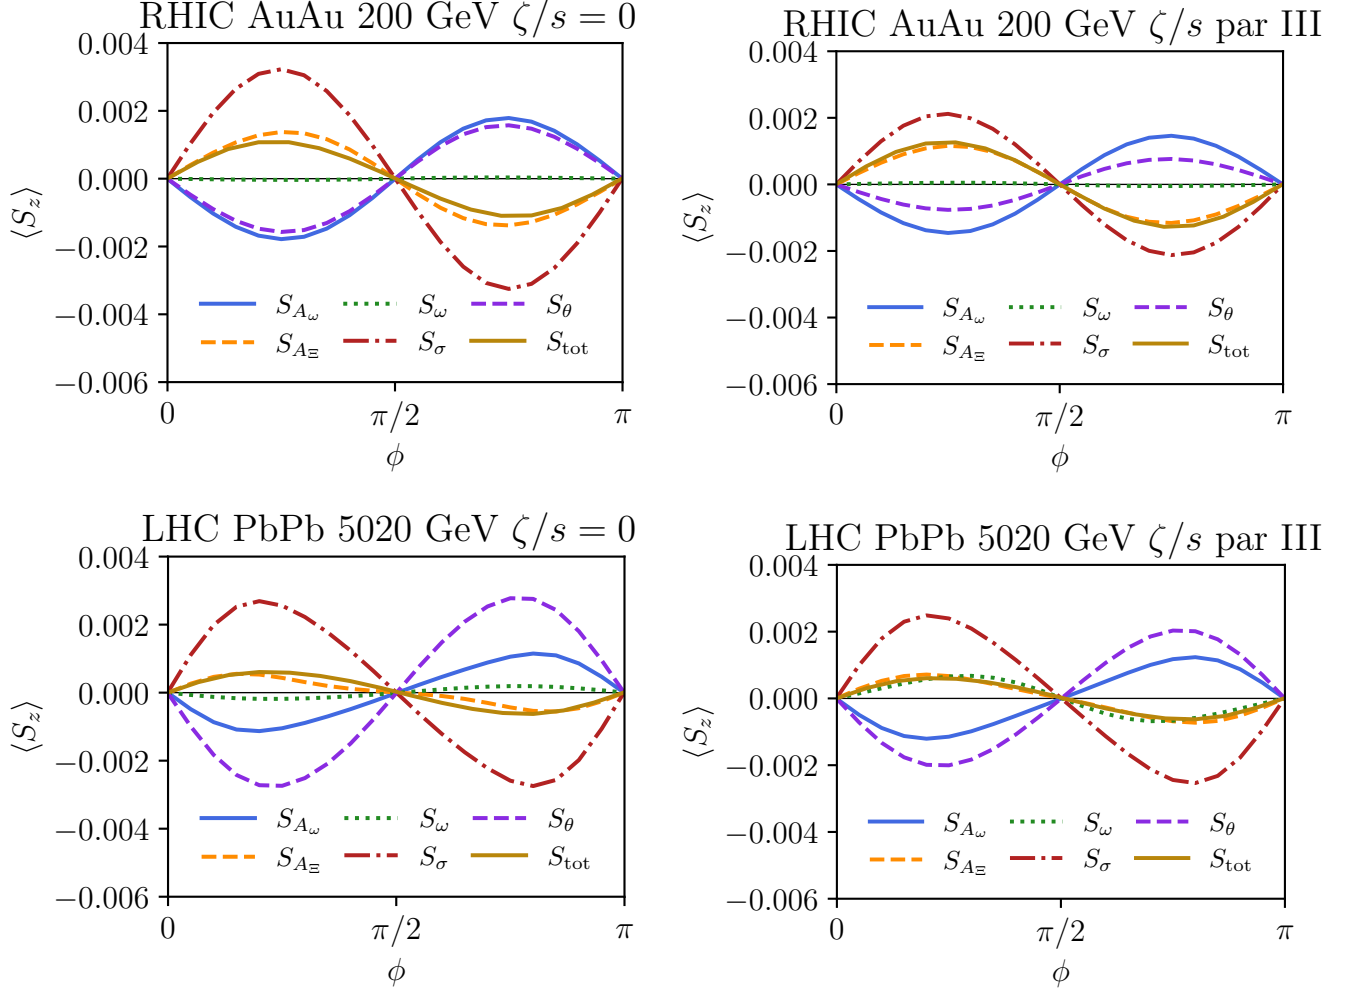 RHIC AuAu 200 GeV ζ/s = 0
0.004
0.002
0.000
−0.002
−0.004
−0.006
⟨S_z⟩
S_{A_ω} S_ω S_θ
S_{A_Ξ} S_σ S_tot
0 π/2 π
ϕ
RHIC AuAu 200 GeV ζ/s par III
0.004
0.002
0.000
−0.002
−0.004
−0.006
⟨S_z⟩
S_{A_ω} S_ω S_θ
S_{A_Ξ} S_σ S_tot
0 π/2 π
ϕ
LHC PbPb 5020 GeV ζ/s = 0
0.004
0.002
0.000
−0.002
−0.004
−0.006
⟨S_z⟩
S_{A_ω} S_ω S_θ
S_{A_Ξ} S_σ S_tot
0 π/2 π
ϕ
LHC PbPb 5020 GeV ζ/s par III
0.004
0.002
0.000
−0.002
−0.004
−0.006
⟨S_z⟩
S_{A_ω} S_ω S_θ
S_{A_Ξ} S_σ S_tot
0 π/2 π
ϕ